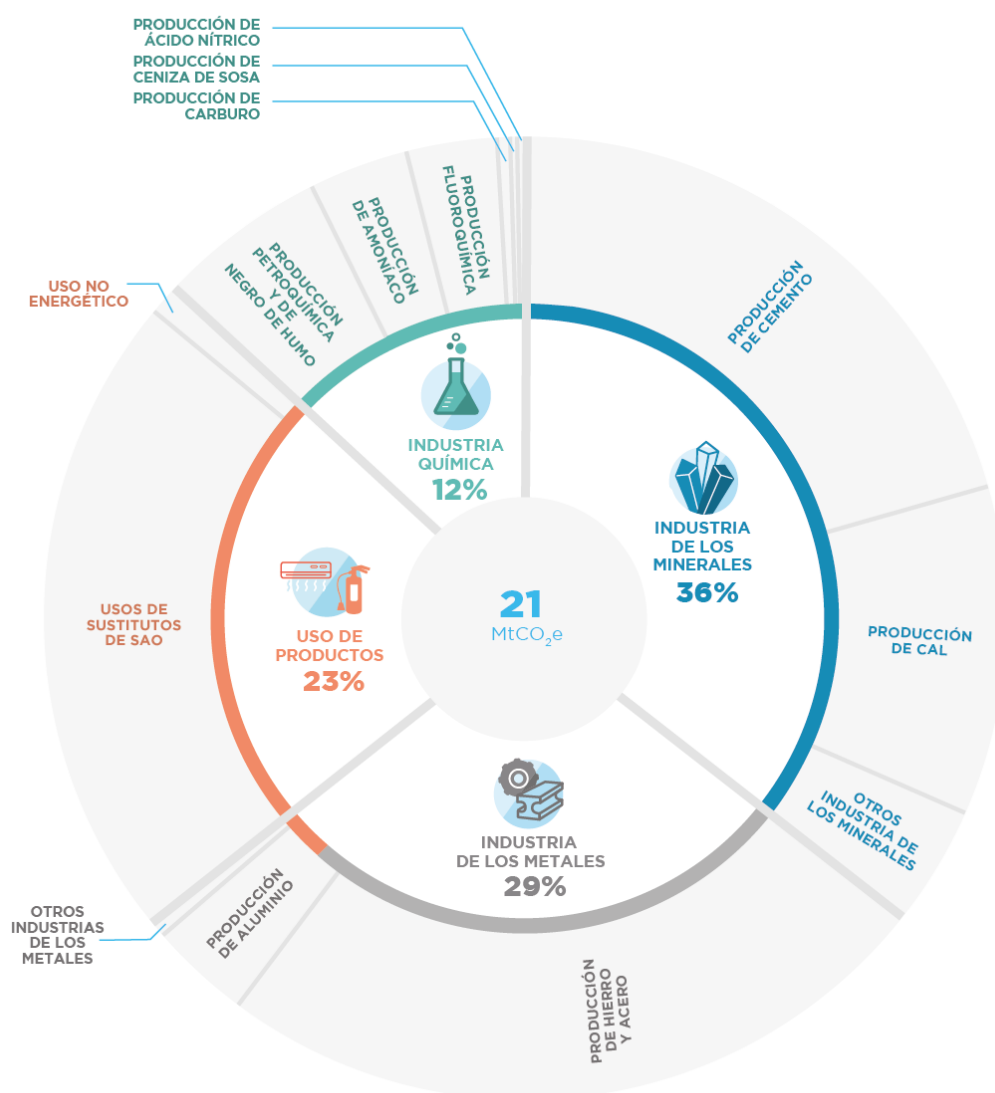 PRODUCCIÓN DE
ÁCIDO NÍTRICO
PRODUCCIÓN DE
CENIZA DE SOSA
PRODUCCIÓN DE
CARBURO
PRODUCCIÓN
FLUOROQUÍMICA
PRODUCCIÓN
DE AMONÍACO
PRODUCCIÓN
PETROQUÍMICA
Y DE
NEGRO DE HUMO
USO NO
ENERGÉTICO
PRODUCCIÓN
DE CEMENTO
INDUSTRIA
QUÍMICA
12%
INDUSTRIA
DE LOS
MINERALES
36%
USOS DE
SUSTITUTOS
DE SAO
USO DE
PRODUCTOS
23%
21
MtCO₂e
PRODUCCIÓN
DE CAL
OTROS
INDUSTRIA DE
LOS MINERALES
INDUSTRIA
DE LOS METALES
29%
PRODUCCIÓN
DE ALUMINIO
OTROS
INDUSTRIAS
DE LOS
METALES
PRODUCCIÓN
DE HIERRO
Y ACERO